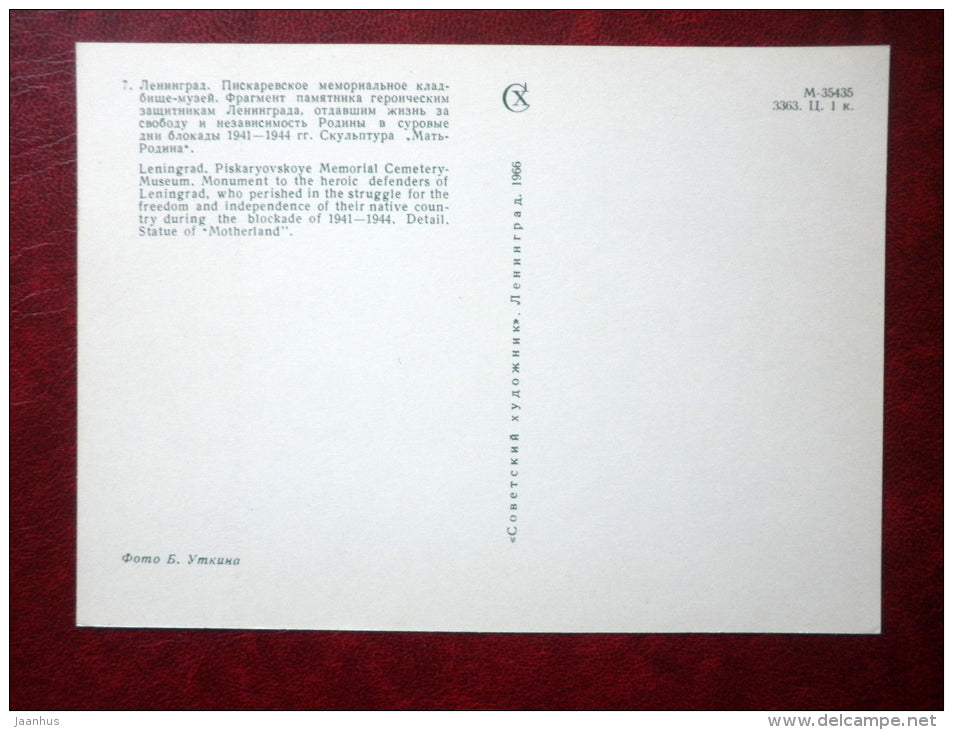 7. Ленинград. Пискаревское мемориальное клад-
бище-музей. Фрагмент памятника героическим
защитникам Ленинграда, отдавшим жизнь за
свободу и независимость Родины в суровые
дни блокады 1941—1944 гг. Скульптура „Мать-
Родина“.
Leningrad. Piskaryovskoye Memorial Cemetery-
Museum. Monument to the heroic defenders of
Leningrad, who perished in the struggle for the
freedom and independence of their native coun-
try during the blockade of 1941—1944. Detail.
Statue of “Motherland”.
Фото Б. Уткина
СХ
«Советский художник». Ленинград. 1966
М-35435
3363. Ц. 1 к.
jaanhus
www.delcampe.net